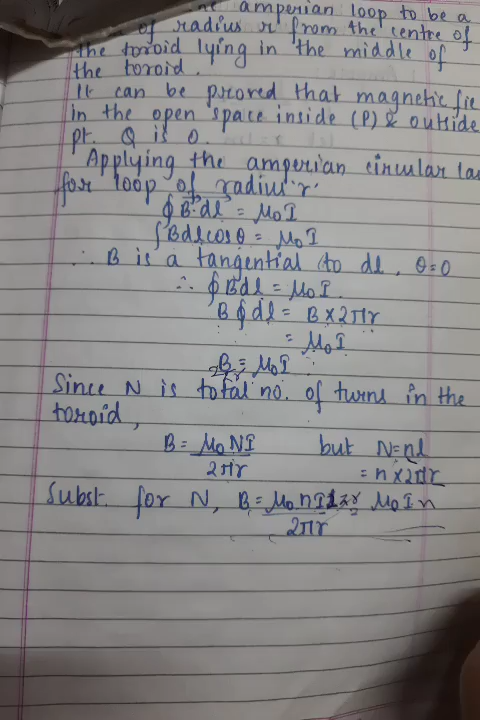 amperian loop to be a
of radius r from the centre of
the toroid lying in the middle of
the toroid.
It can be proved that magnetic fie
in the open space inside (P) & outside
pt. Q is 0.
Applying the amperian circular la
for loop of radius 'r'
∮B⃗·dl⃗ = μ₀I
∫Bdlcosθ = μ₀I
∴ B is a tangential to dl, θ=0
∴ ∮Bdl = μ₀I.
B∮dl = B×2πr
= μ₀I
B = μ₀I
2πr
Since N is total no. of turns in the
toroid,
B = μ₀NI but N=nl
2πr = n×2πr
Subst. for N, B = μ₀nI2πr μ₀In
2πr